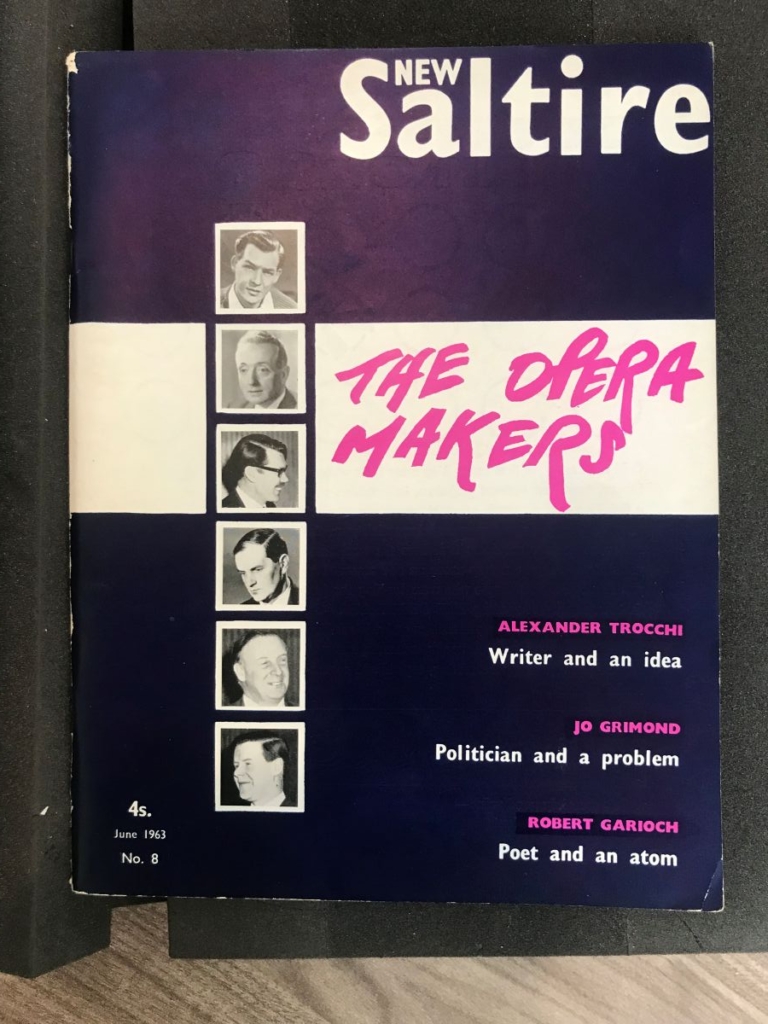 NEW
Saltire
THE OPERA
MAKERS
ALEXANDER TROCCHI
Writer and an idea
JO GRIMOND
Politician and a problem
ROBERT GARIOCH
Poet and an atom
4s.
June 1963
No. 8